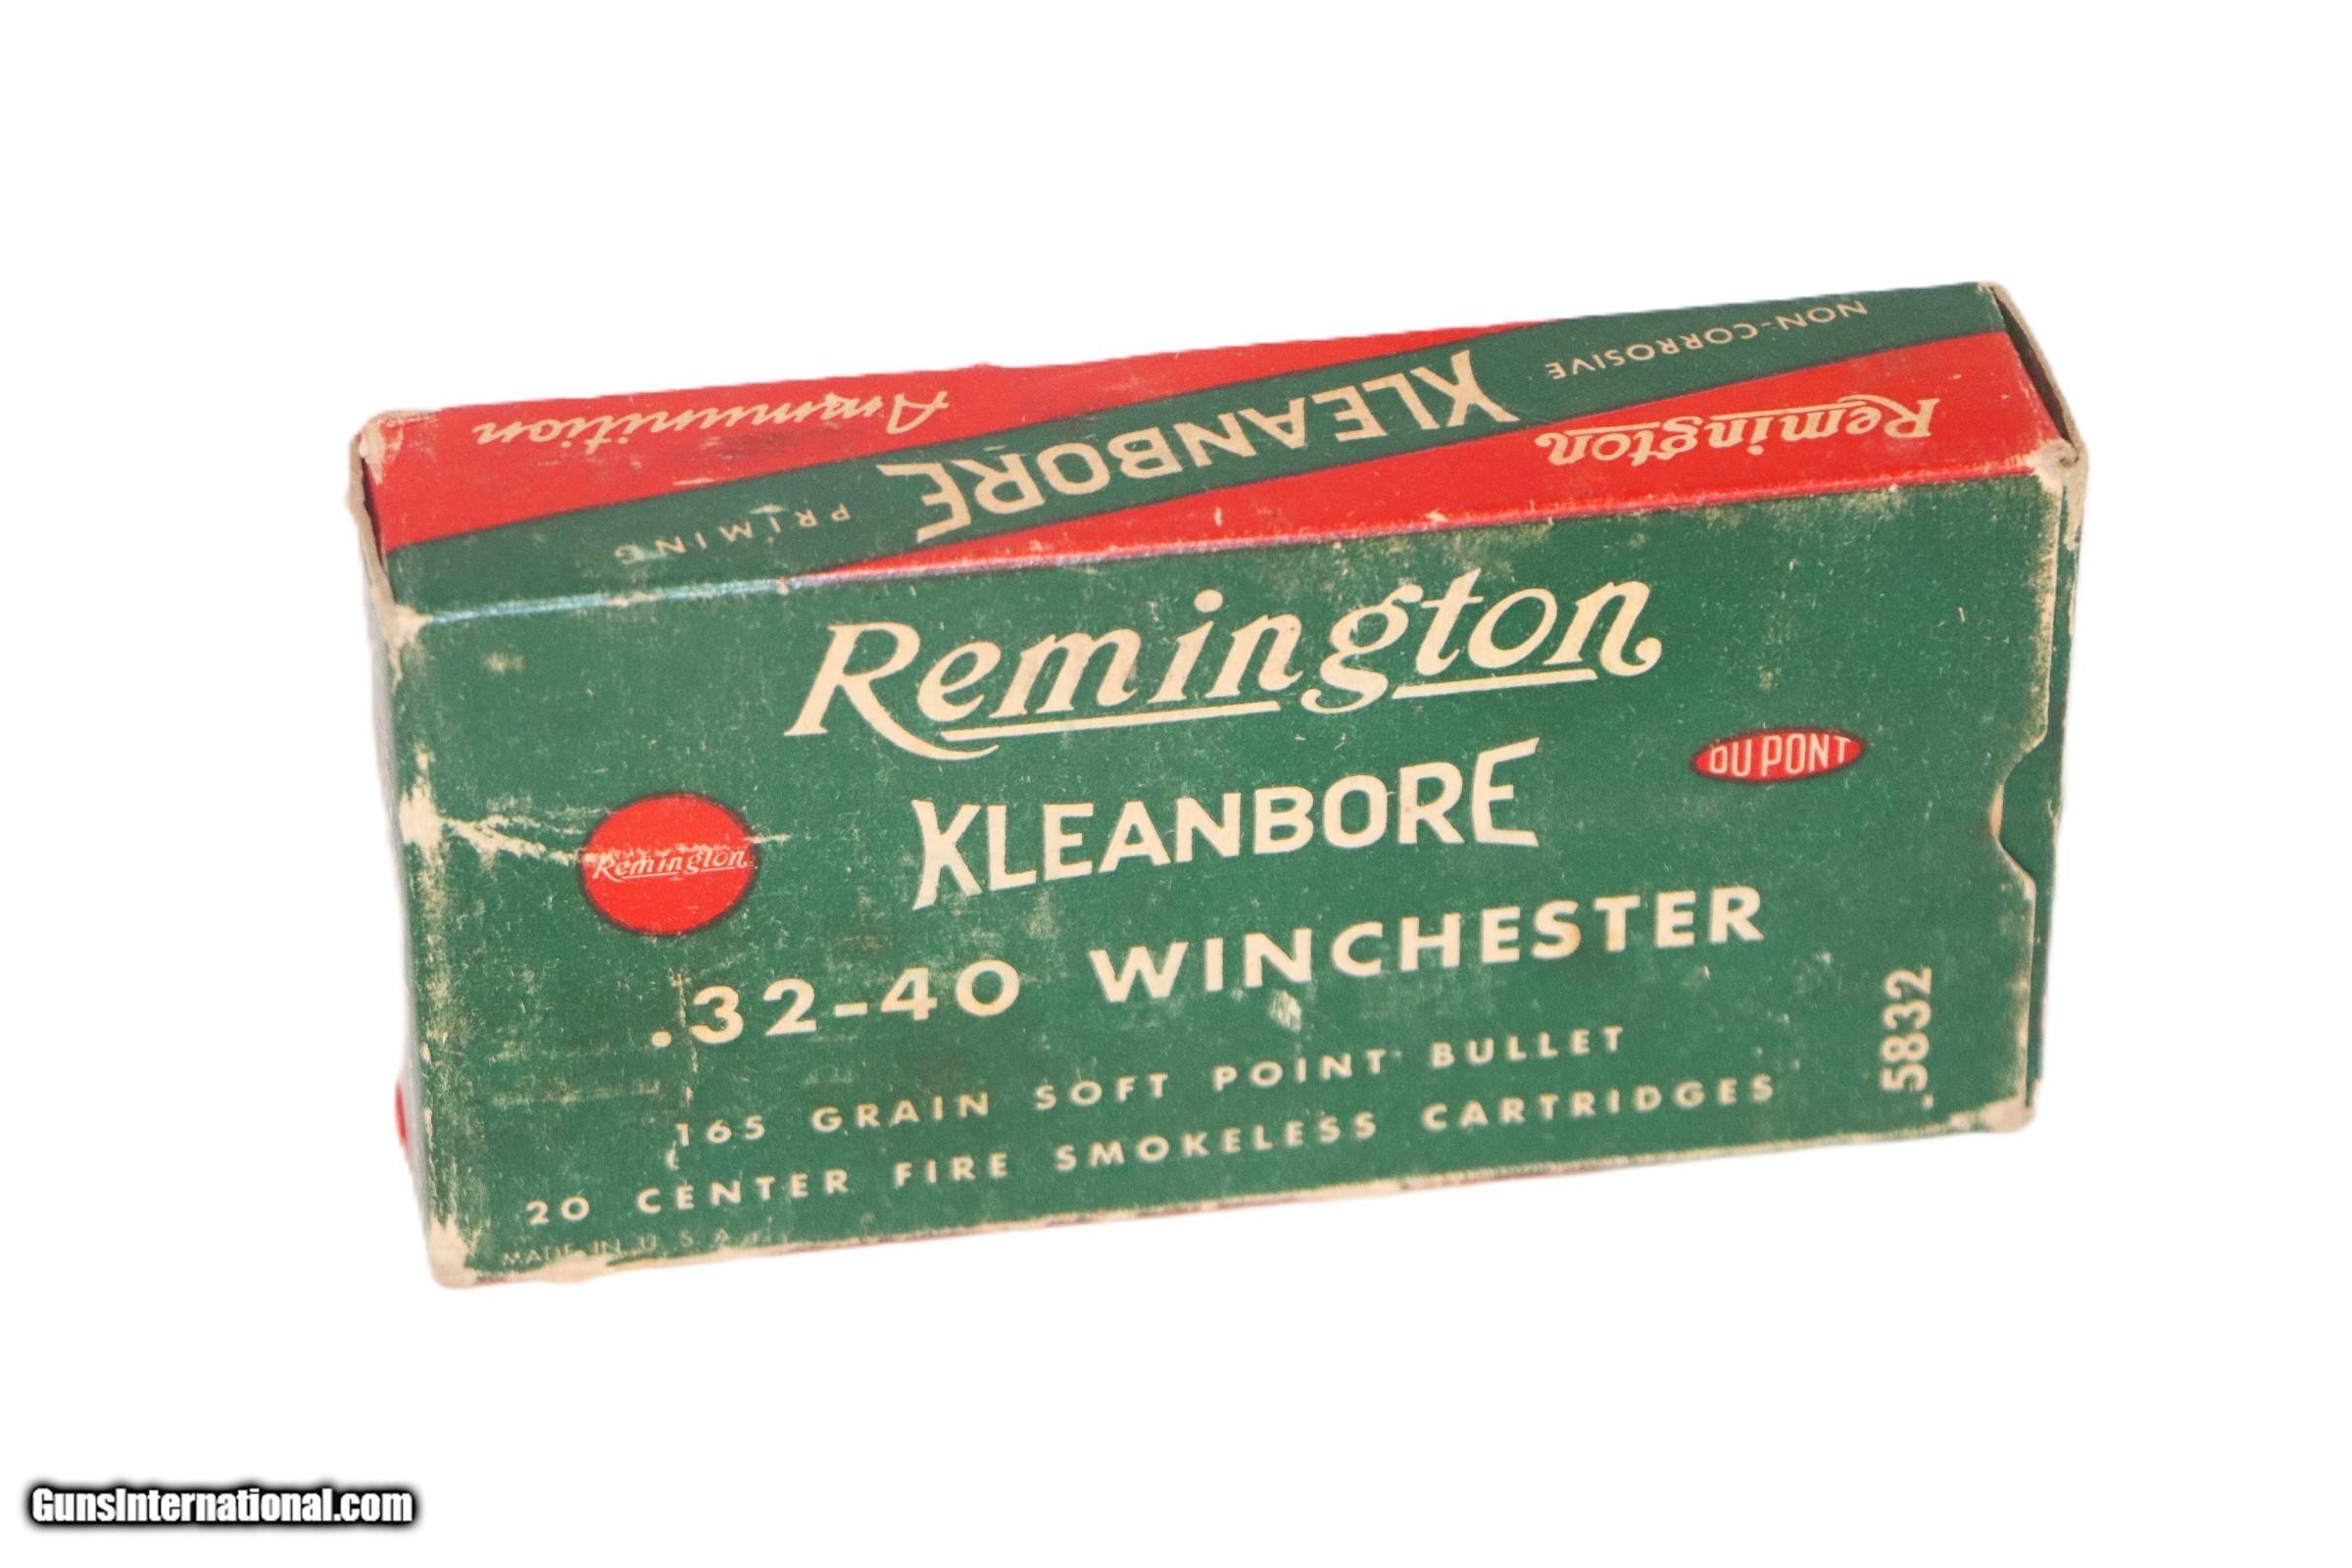 Ammunition
NON-CORROSIVE
KLEANBORE
PRIMING
Remington
Remington
DU PONT
KLEANBORE
Remington
.32-40 WINCHESTER
165 GRAIN SOFT POINT BULLET
20 CENTER FIRE SMOKELESS CARTRIDGES
MADE IN U.S.A.
.5832
GunsInternational.com